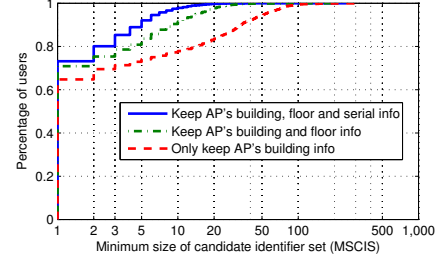 1
0.8
0.6
0.4
0.2
0
Percentage of users
Keep AP's building, floor and serial info
Keep AP's building and floor info
Only keep AP's building info
1 2 3 5 10 20 50 100 500 1,000
Minimum size of candidate identifier set (MSCIS)